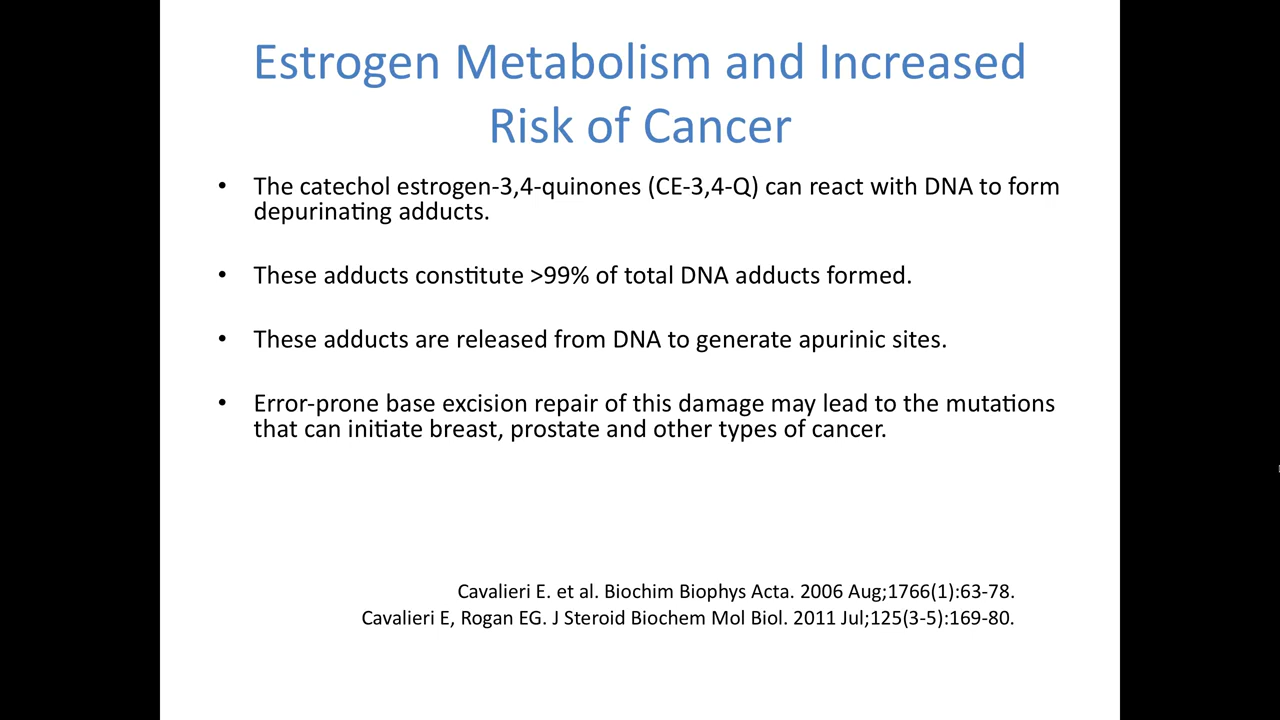 Estrogen Metabolism and Increased
Risk of Cancer
• The catechol estrogen-3,4-quinones (CE-3,4-Q) can react with DNA to form
depurinating adducts.
• These adducts constitute >99% of total DNA adducts formed.
• These adducts are released from DNA to generate apurinic sites.
• Error-prone base excision repair of this damage may lead to the mutations
that can initiate breast, prostate and other types of cancer.
Cavalieri E. et al. Biochim Biophys Acta. 2006 Aug;1766(1):63-78.
Cavalieri E, Rogan EG. J Steroid Biochem Mol Biol. 2011 Jul;125(3-5):169-80.